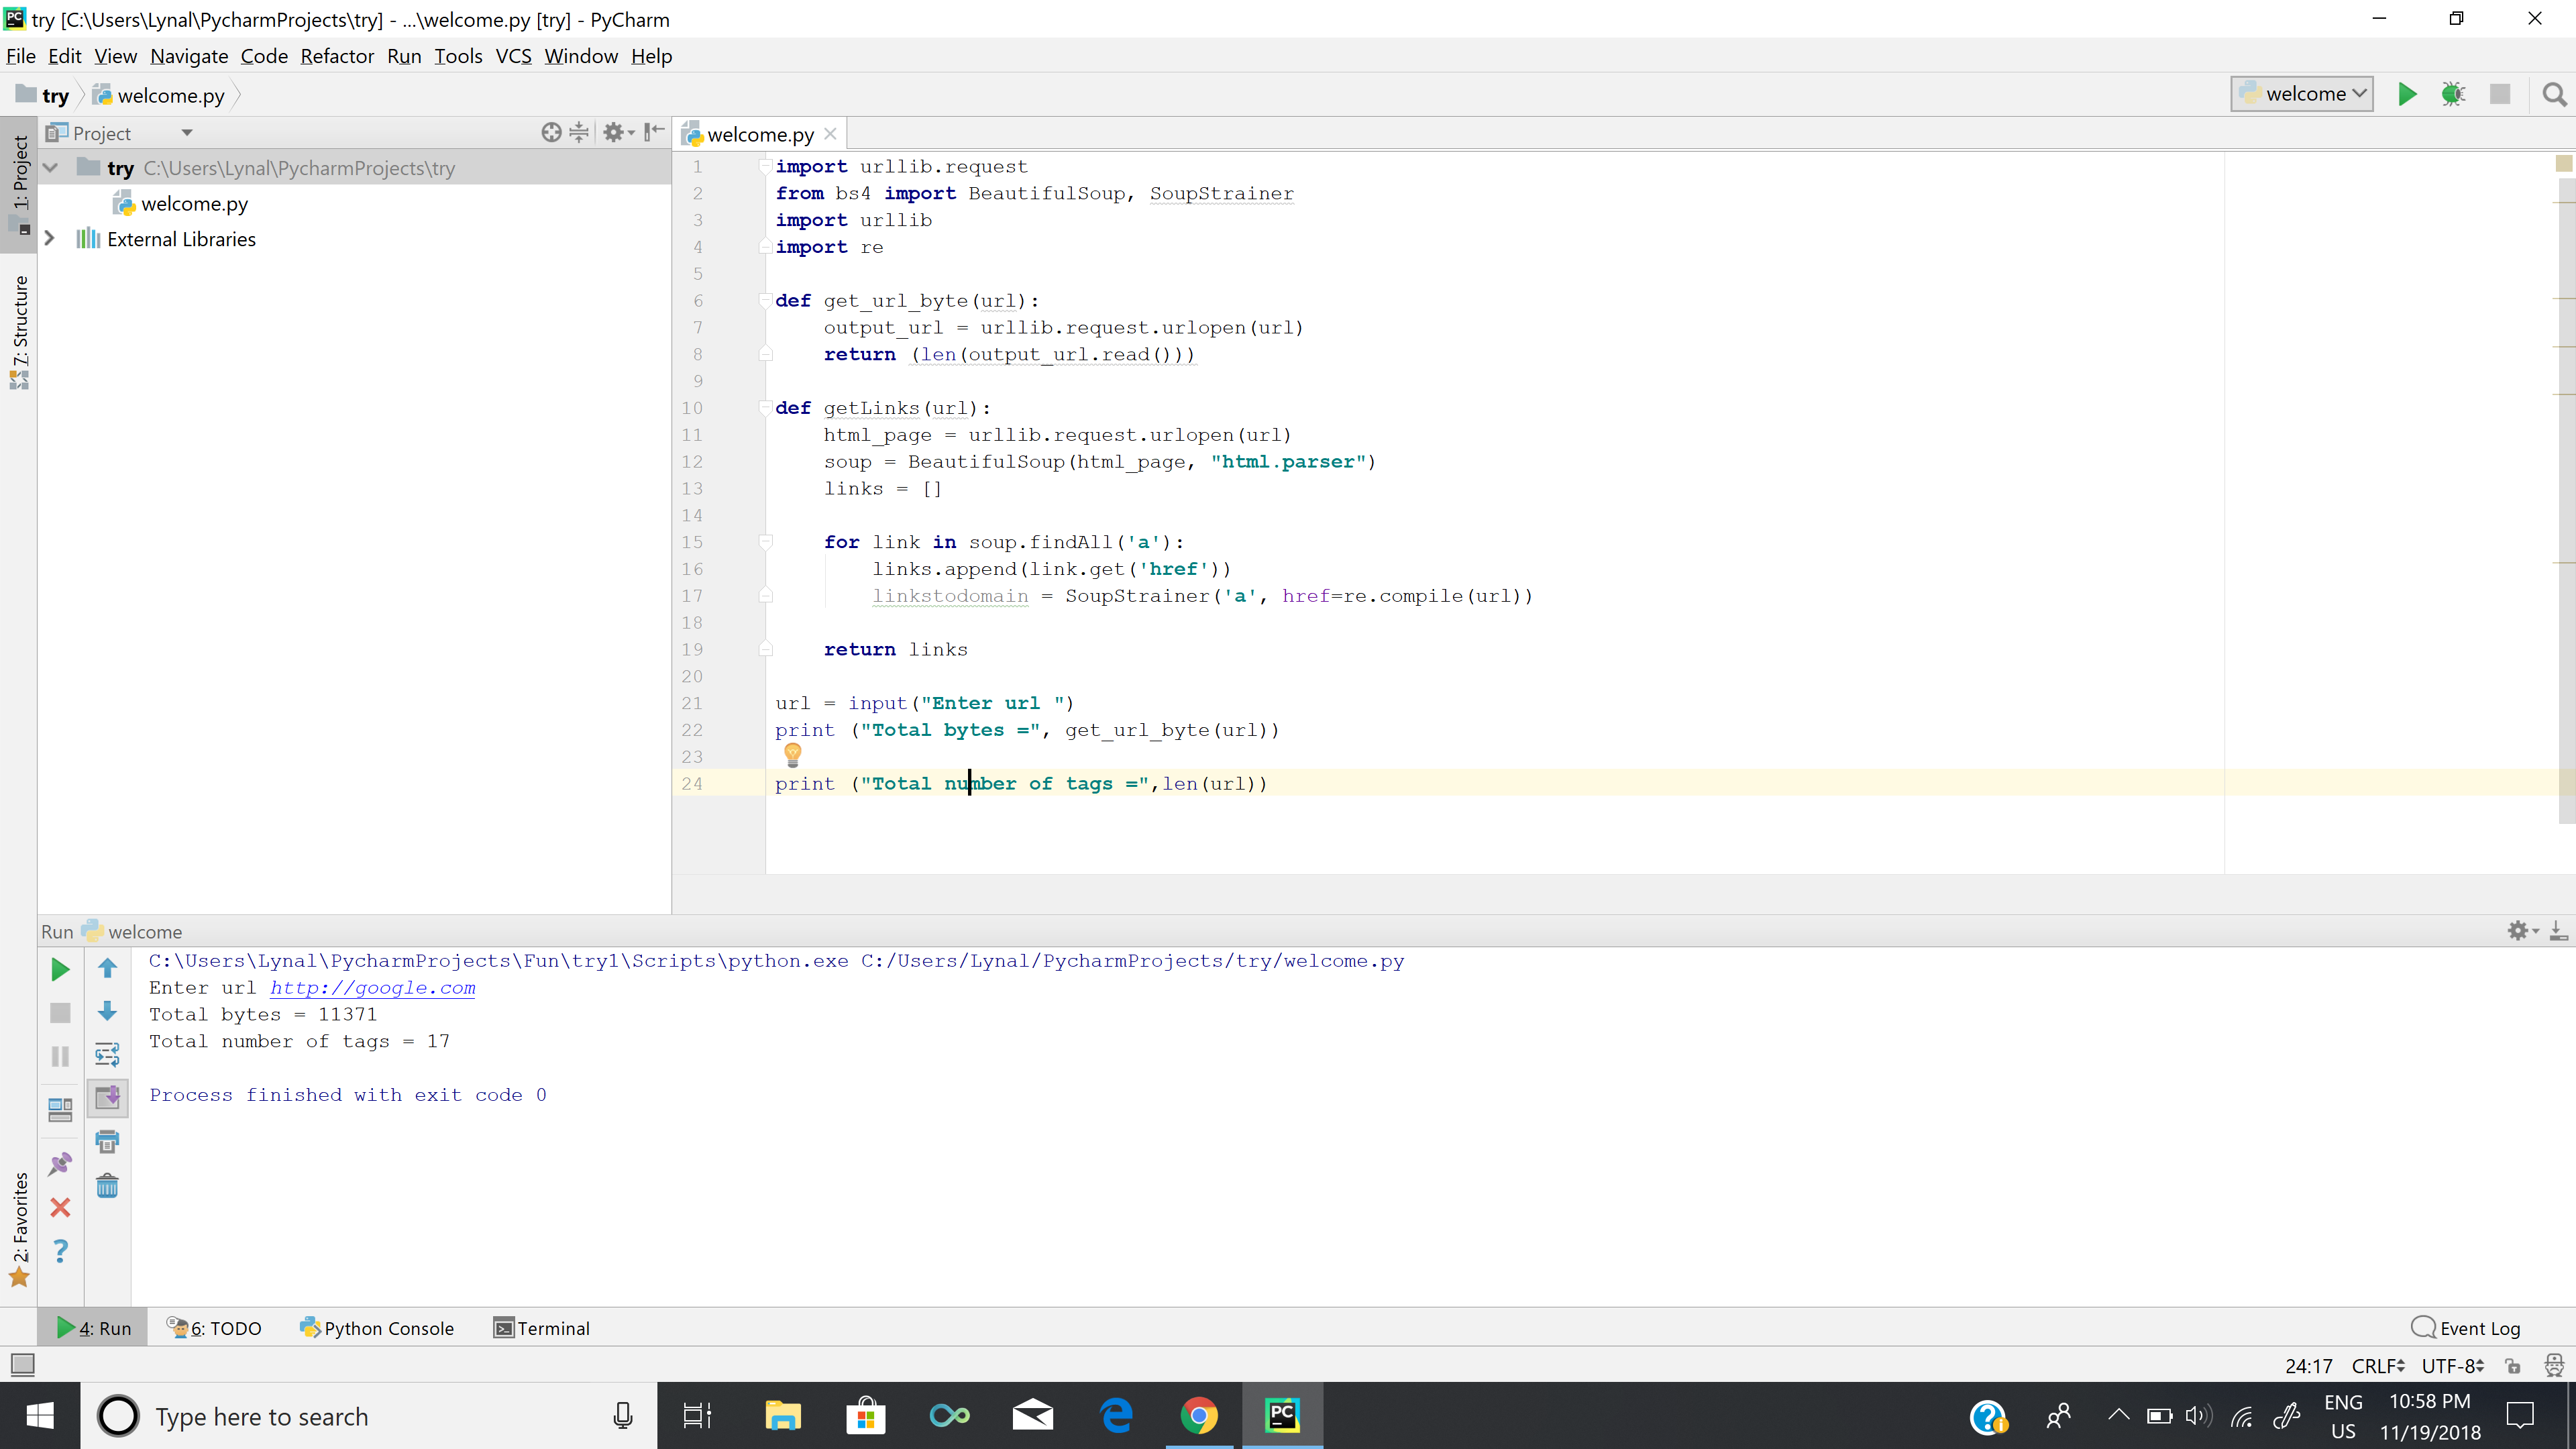 try [C:\Users\Lynal\PycharmProjects\try] - ...\welcome.py [try] - PyCharm
File Edit View Navigate Code Refactor Run Tools VCS Window Help
try welcome.py welcome
1: Project
Project
welcome.py
try C:\Users\Lynal\PycharmProjects\try
welcome.py
External Libraries
7: Structure
1 import urllib.request
2 from bs4 import BeautifulSoup, SoupStrainer
3 import urllib
4 import re
5
6 def get_url_byte(url):
7 output_url = urllib.request.urlopen(url)
8 return (len(output_url.read()))
9
10 def getLinks(url):
11 html_page = urllib.request.urlopen(url)
12 soup = BeautifulSoup(html_page, "html.parser")
13 links = []
14
15 for link in soup.findAll('a'):
16 links.append(link.get('href'))
17 linkstodomain = SoupStrainer('a', href=re.compile(url))
18
19 return links
20
21 url = input("Enter url ")
22 print ("Total bytes =", get_url_byte(url))
23
24 print ("Total number of tags =",len(url))
Run welcome
C:\Users\Lynal\PycharmProjects\Fun\try1\Scripts\python.exe C:/Users/Lynal/PycharmProjects/try/welcome.py
Enter url http://google.com
Total bytes = 11371
Total number of tags = 17
Process finished with exit code 0
2: Favorites
4: Run 6: TODO Python Console Terminal Event Log
24:17 CRLF UTF-8
Type here to search
PC
ENG
US
10:58 PM
11/19/2018